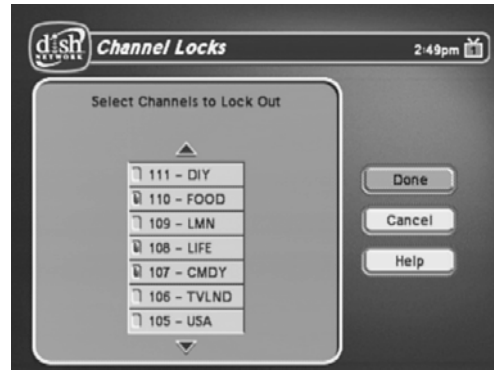 dish
NETWORK
Channel Locks
2:49pm
Select Channels to Lock Out
111 - DIY
110 - FOOD
109 - LMN
108 - LIFE
107 - CMDY
106 - TVLND
105 - USA
Done
Cancel
Help